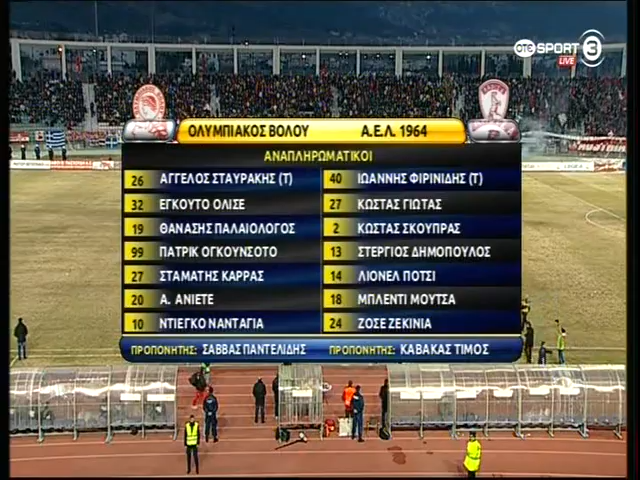 OTE SPORT 3
LIVE
ΟΛΥΜΠΙΑΚΟΣ ΒΟΛΟΥ Α.Ε.Λ. 1964
ΑΝΑΠΛΗΡΩΜΑΤΙΚΟΙ
26 ΑΓΓΕΛΟΣ ΣΤΑΥΡΑΚΗΣ (Τ) 40 ΙΩΑΝΝΗΣ ΦΙΡΙΝΙΔΗΣ (Τ)
32 ΕΓΚΟΥΤΟ ΟΛΙΣΕ 27 ΚΩΣΤΑΣ ΓΙΩΤΑΣ
19 ΘΑΝΑΣΗΣ ΠΑΛΑΙΟΛΟΓΟΣ 2 ΚΩΣΤΑΣ ΣΚΟΥΠΡΑΣ
99 ΠΑΤΡΙΚ ΟΓΚΟΥΝΣΟΤΟ 13 ΣΤΕΡΓΙΟΣ ΔΗΜΟΠΟΥΛΟΣ
27 ΣΤΑΜΑΤΗΣ ΚΑΡΡΑΣ 14 ΛΙΟΝΕΛ ΠΟΤΣΙ
20 Α. ΑΝΙΕΤΕ 18 ΜΠΛΕΝΤΙ ΜΟΥΤΣΑ
10 ΝΤΙΕΓΚΟ ΝΑΝΤΑΓΙΑ 24 ΖΟΣΕ ΖΕΚΙΝΙΑ
ΠΡΟΠΟΝΗΤΗΣ: ΣΑΒΒΑΣ ΠΑΝΤΕΛΙΔΗΣ ΠΡΟΠΟΝΗΤΗΣ: ΚΑΒΑΚΑΣ ΤΙΜΟΣ